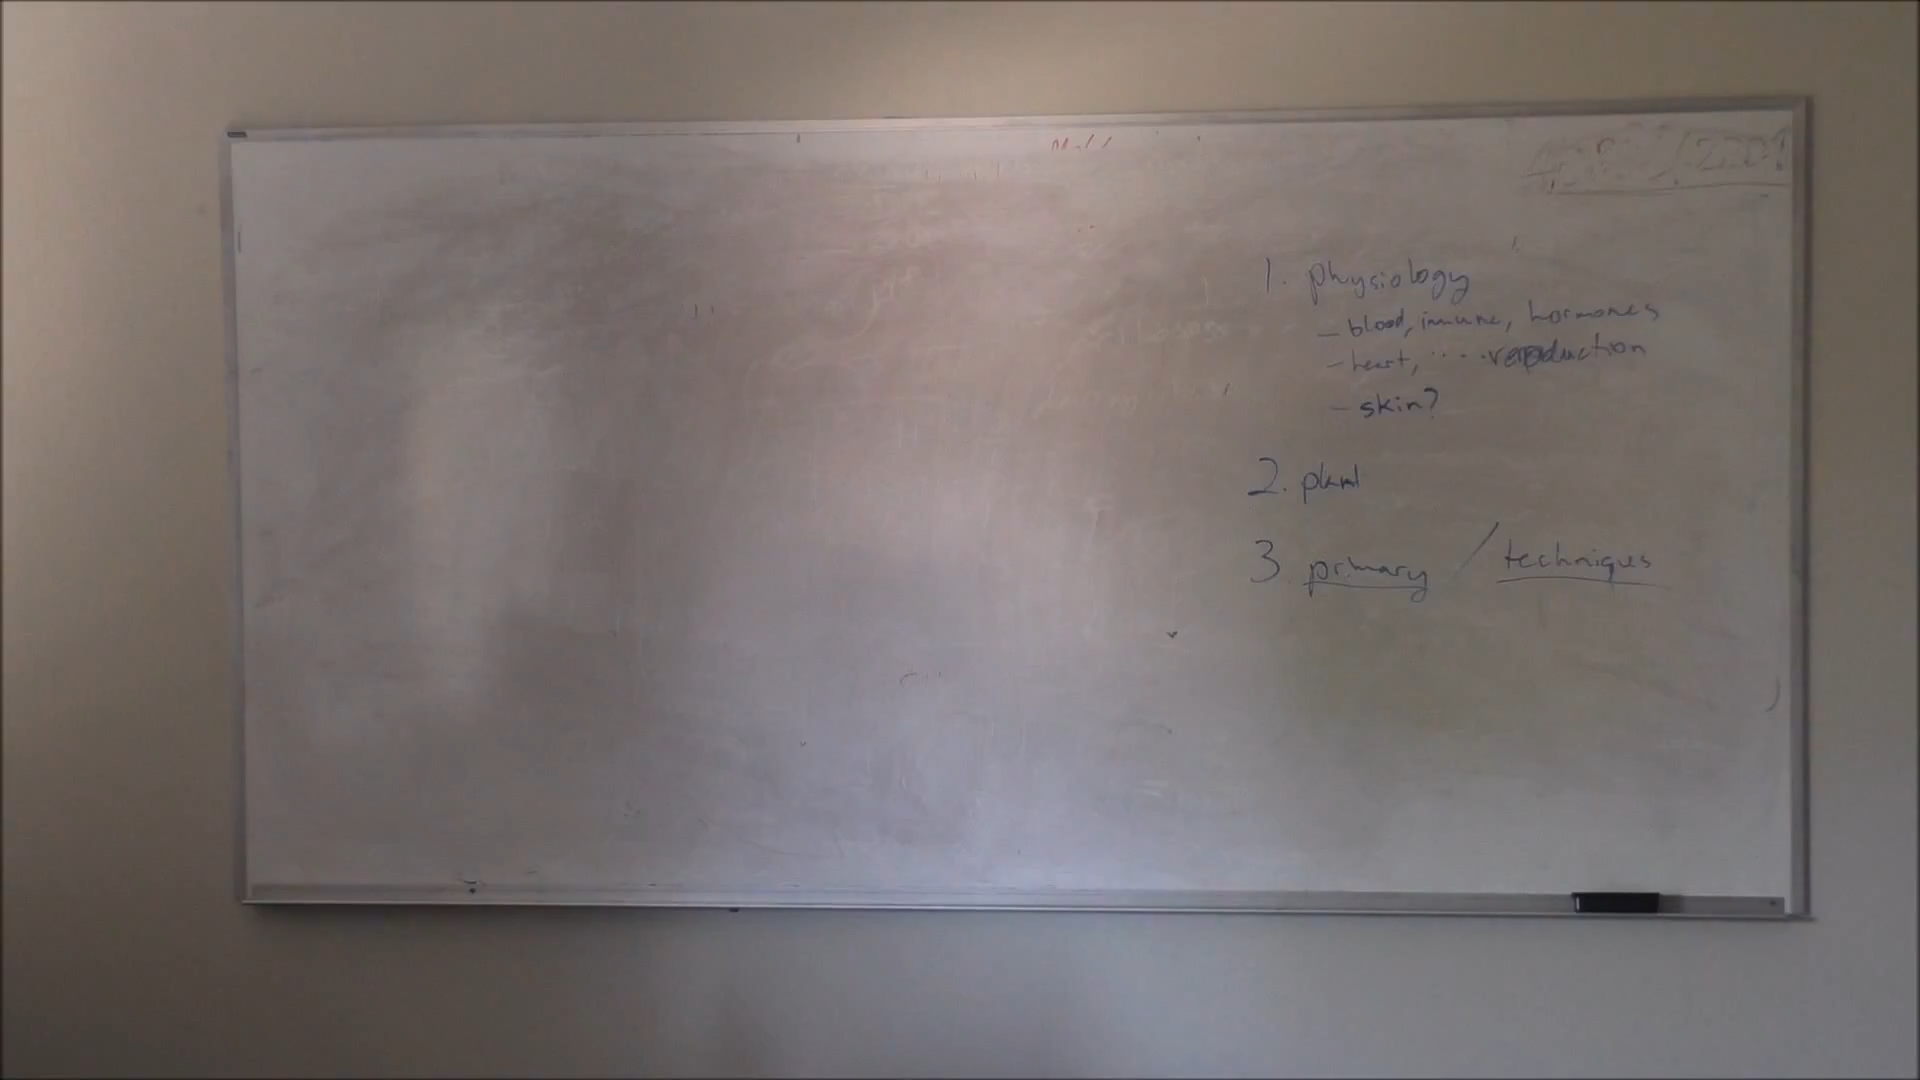 1. physiology
- blood, immune, hormones
- heart, .... reproduction
- skin?
2. plant
3 primary / techniques